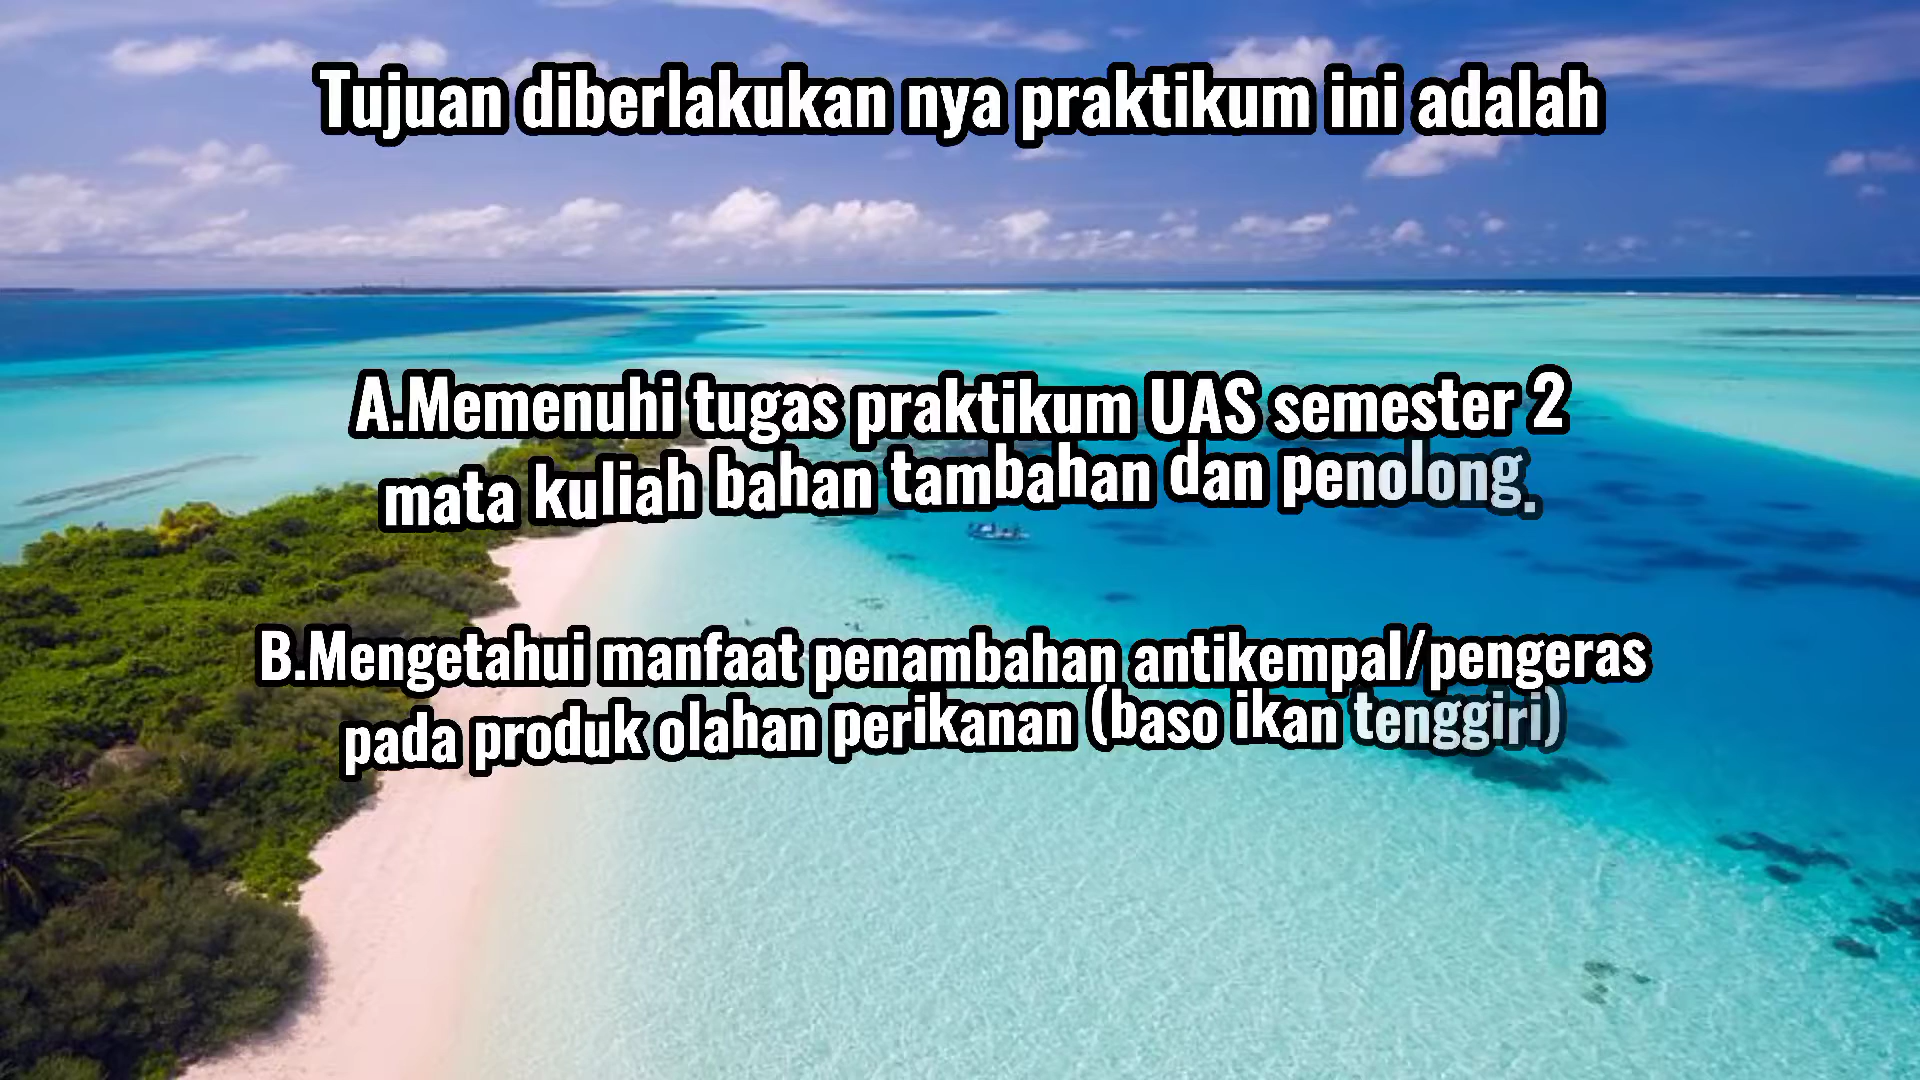 Tujuan diberlakukan nya praktikum ini adalah
A.Memenuhi tugas praktikum UAS semester 2
mata kuliah bahan tambahan dan penolong.
B.Mengetahui manfaat penambahan antikempal/pengeras
pada produk olahan perikanan (baso ikan tenggiri)